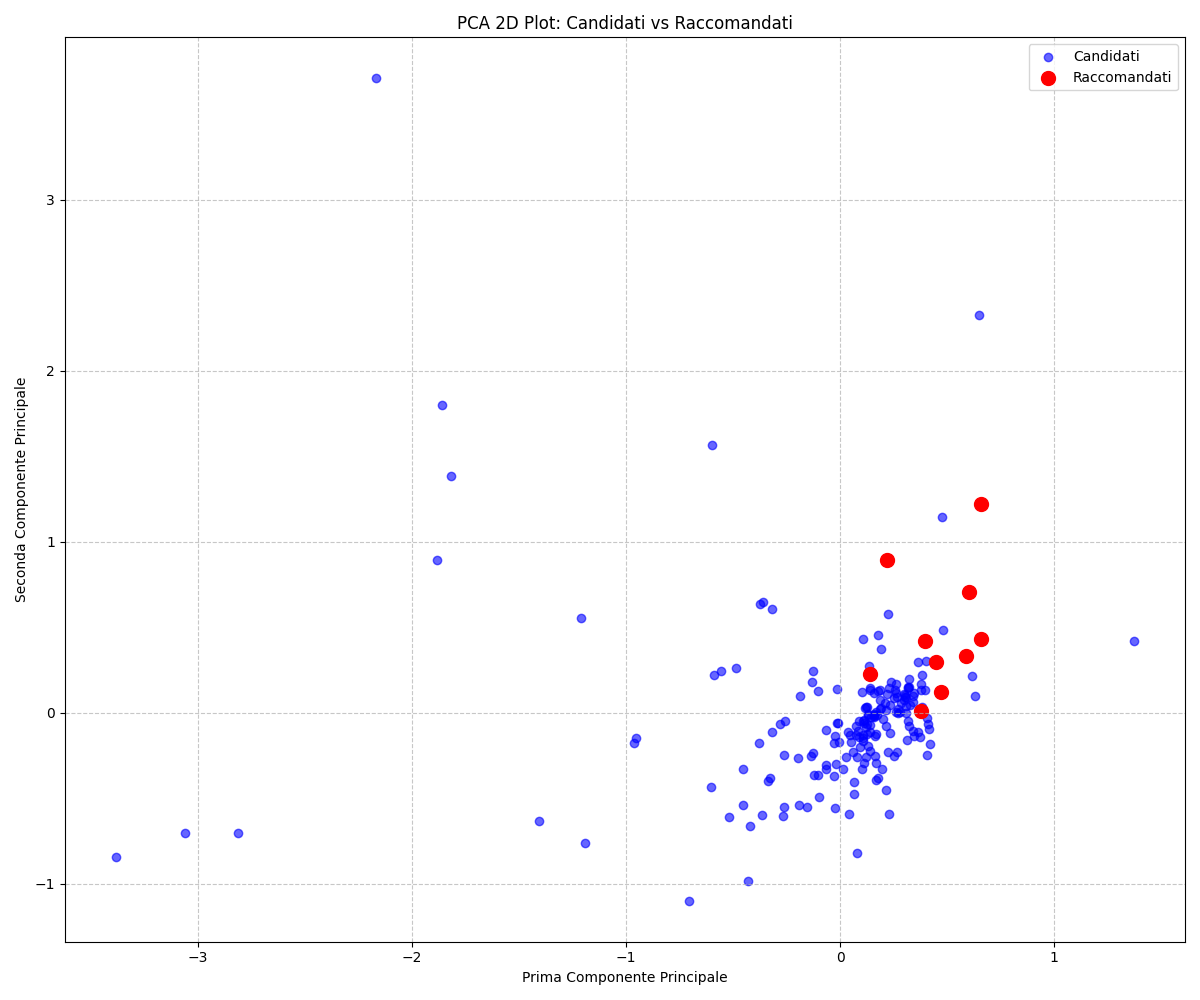 PCA 2D Plot: Candidati vs Raccomandati
Candidati
Raccomandati
3
2
1
0
−1
Seconda Componente Principale
−3
−2
−1
0
1
Prima Componente Principale